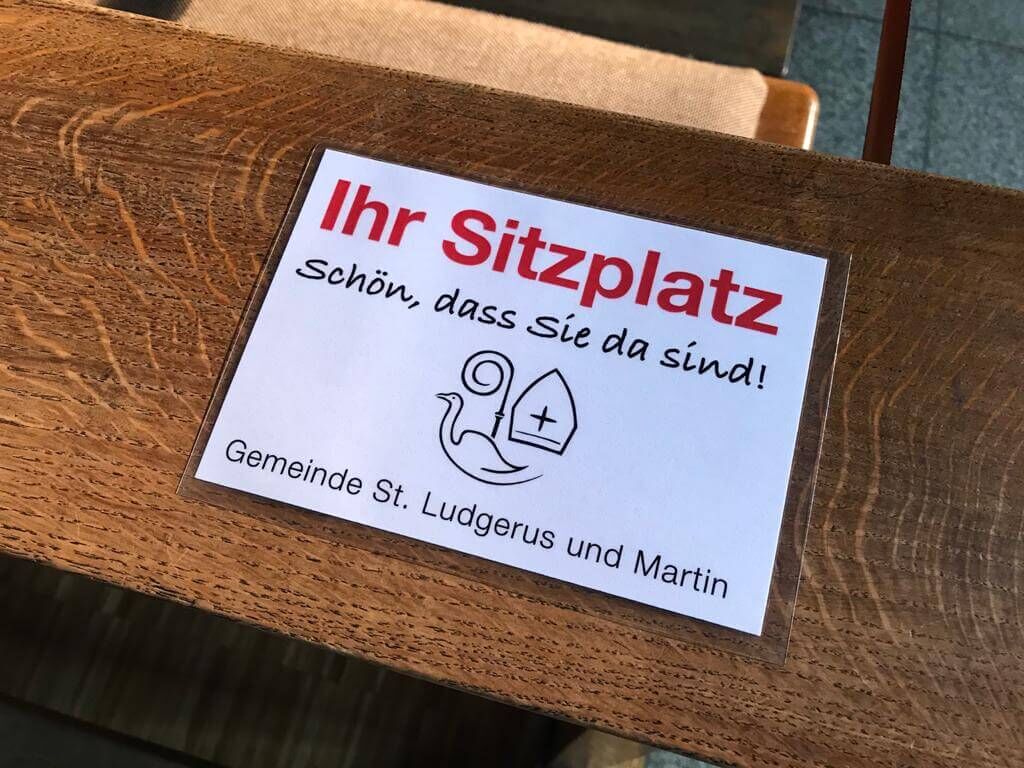 Ihr Sitzplatz
Schön, dass Sie da sind!
Gemeinde St. Ludgerus und Martin